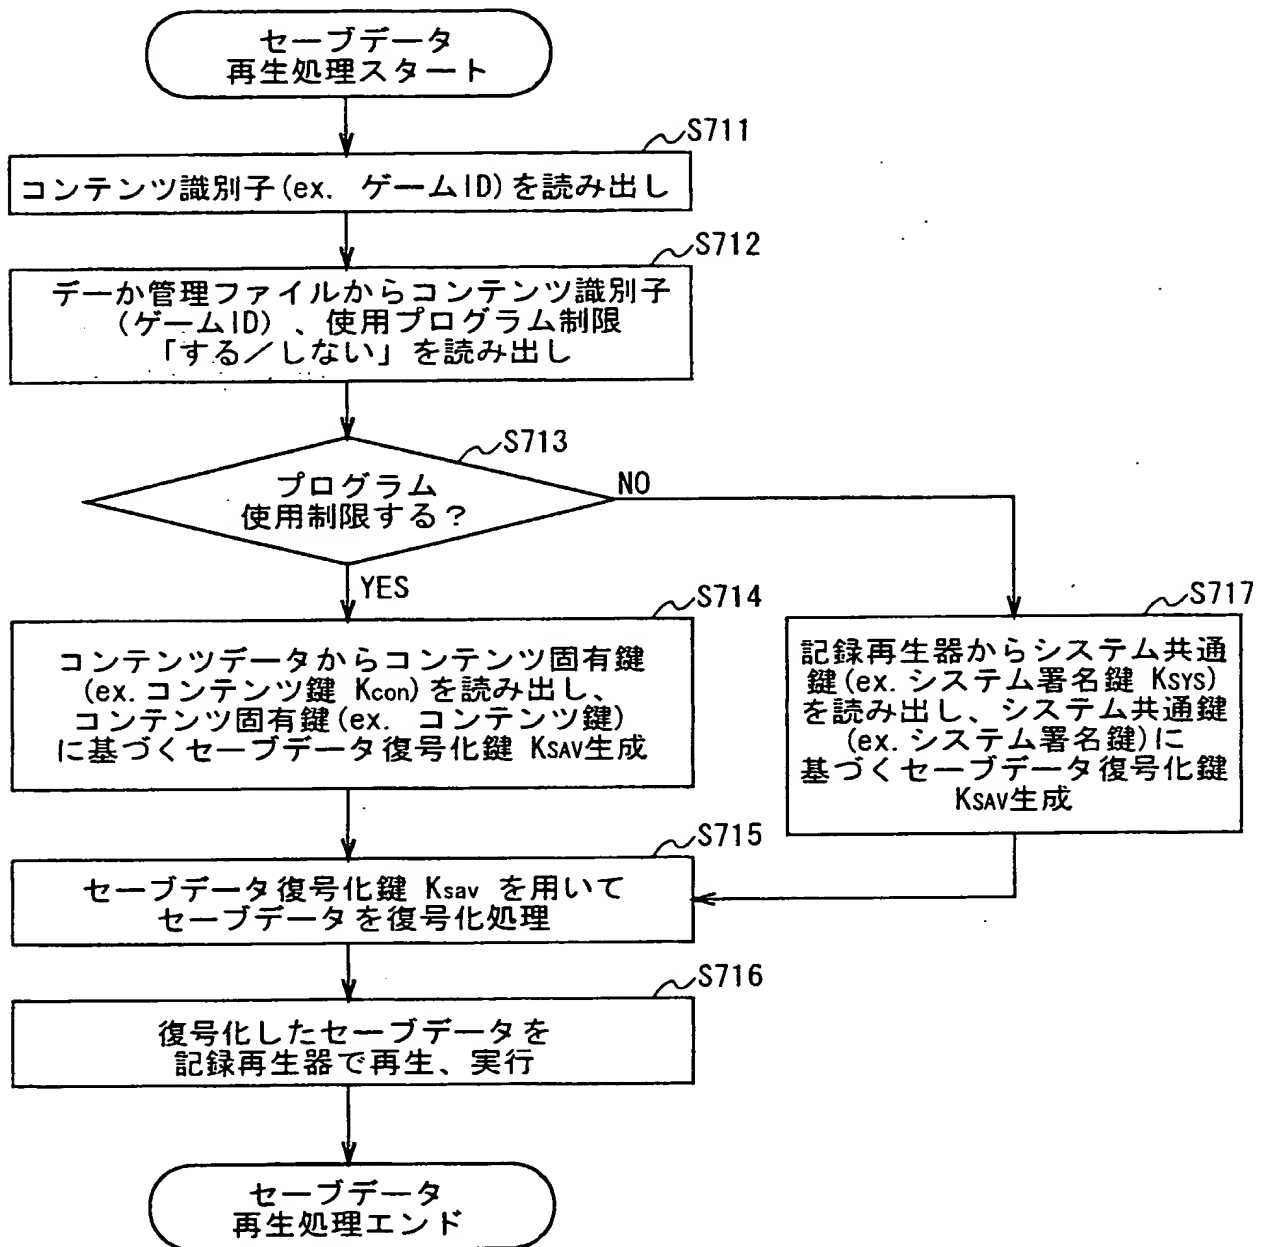 セーブデータ
再生処理スタート
S711
コンテンツ識別子(ex. ゲームID)を読み出し
S712
データ管理ファイルからコンテンツ識別子
(ゲームID)、使用プログラム制限
「する/しない」を読み出し
S713
プログラム
使用制限する?
NO
YES
S714
コンテンツデータからコンテンツ固有鍵
(ex.コンテンツ鍵 Kcon)を読み出し、
コンテンツ固有鍵(ex. コンテンツ鍵)
に基づくセーブデータ復号化鍵 KSAV生成
S717
記録再生器からシステム共通
鍵(ex.システム署名鍵 KSYS)
を読み出し、システム共通鍵
(ex.システム署名鍵)に
基づくセーブデータ復号化鍵
KSAV生成
S715
セーブデータ復号化鍵 Ksav を用いて
セーブデータを復号化処理
S716
復号化したセーブデータを
記録再生器で再生、実行
セーブデータ
再生処理エンド